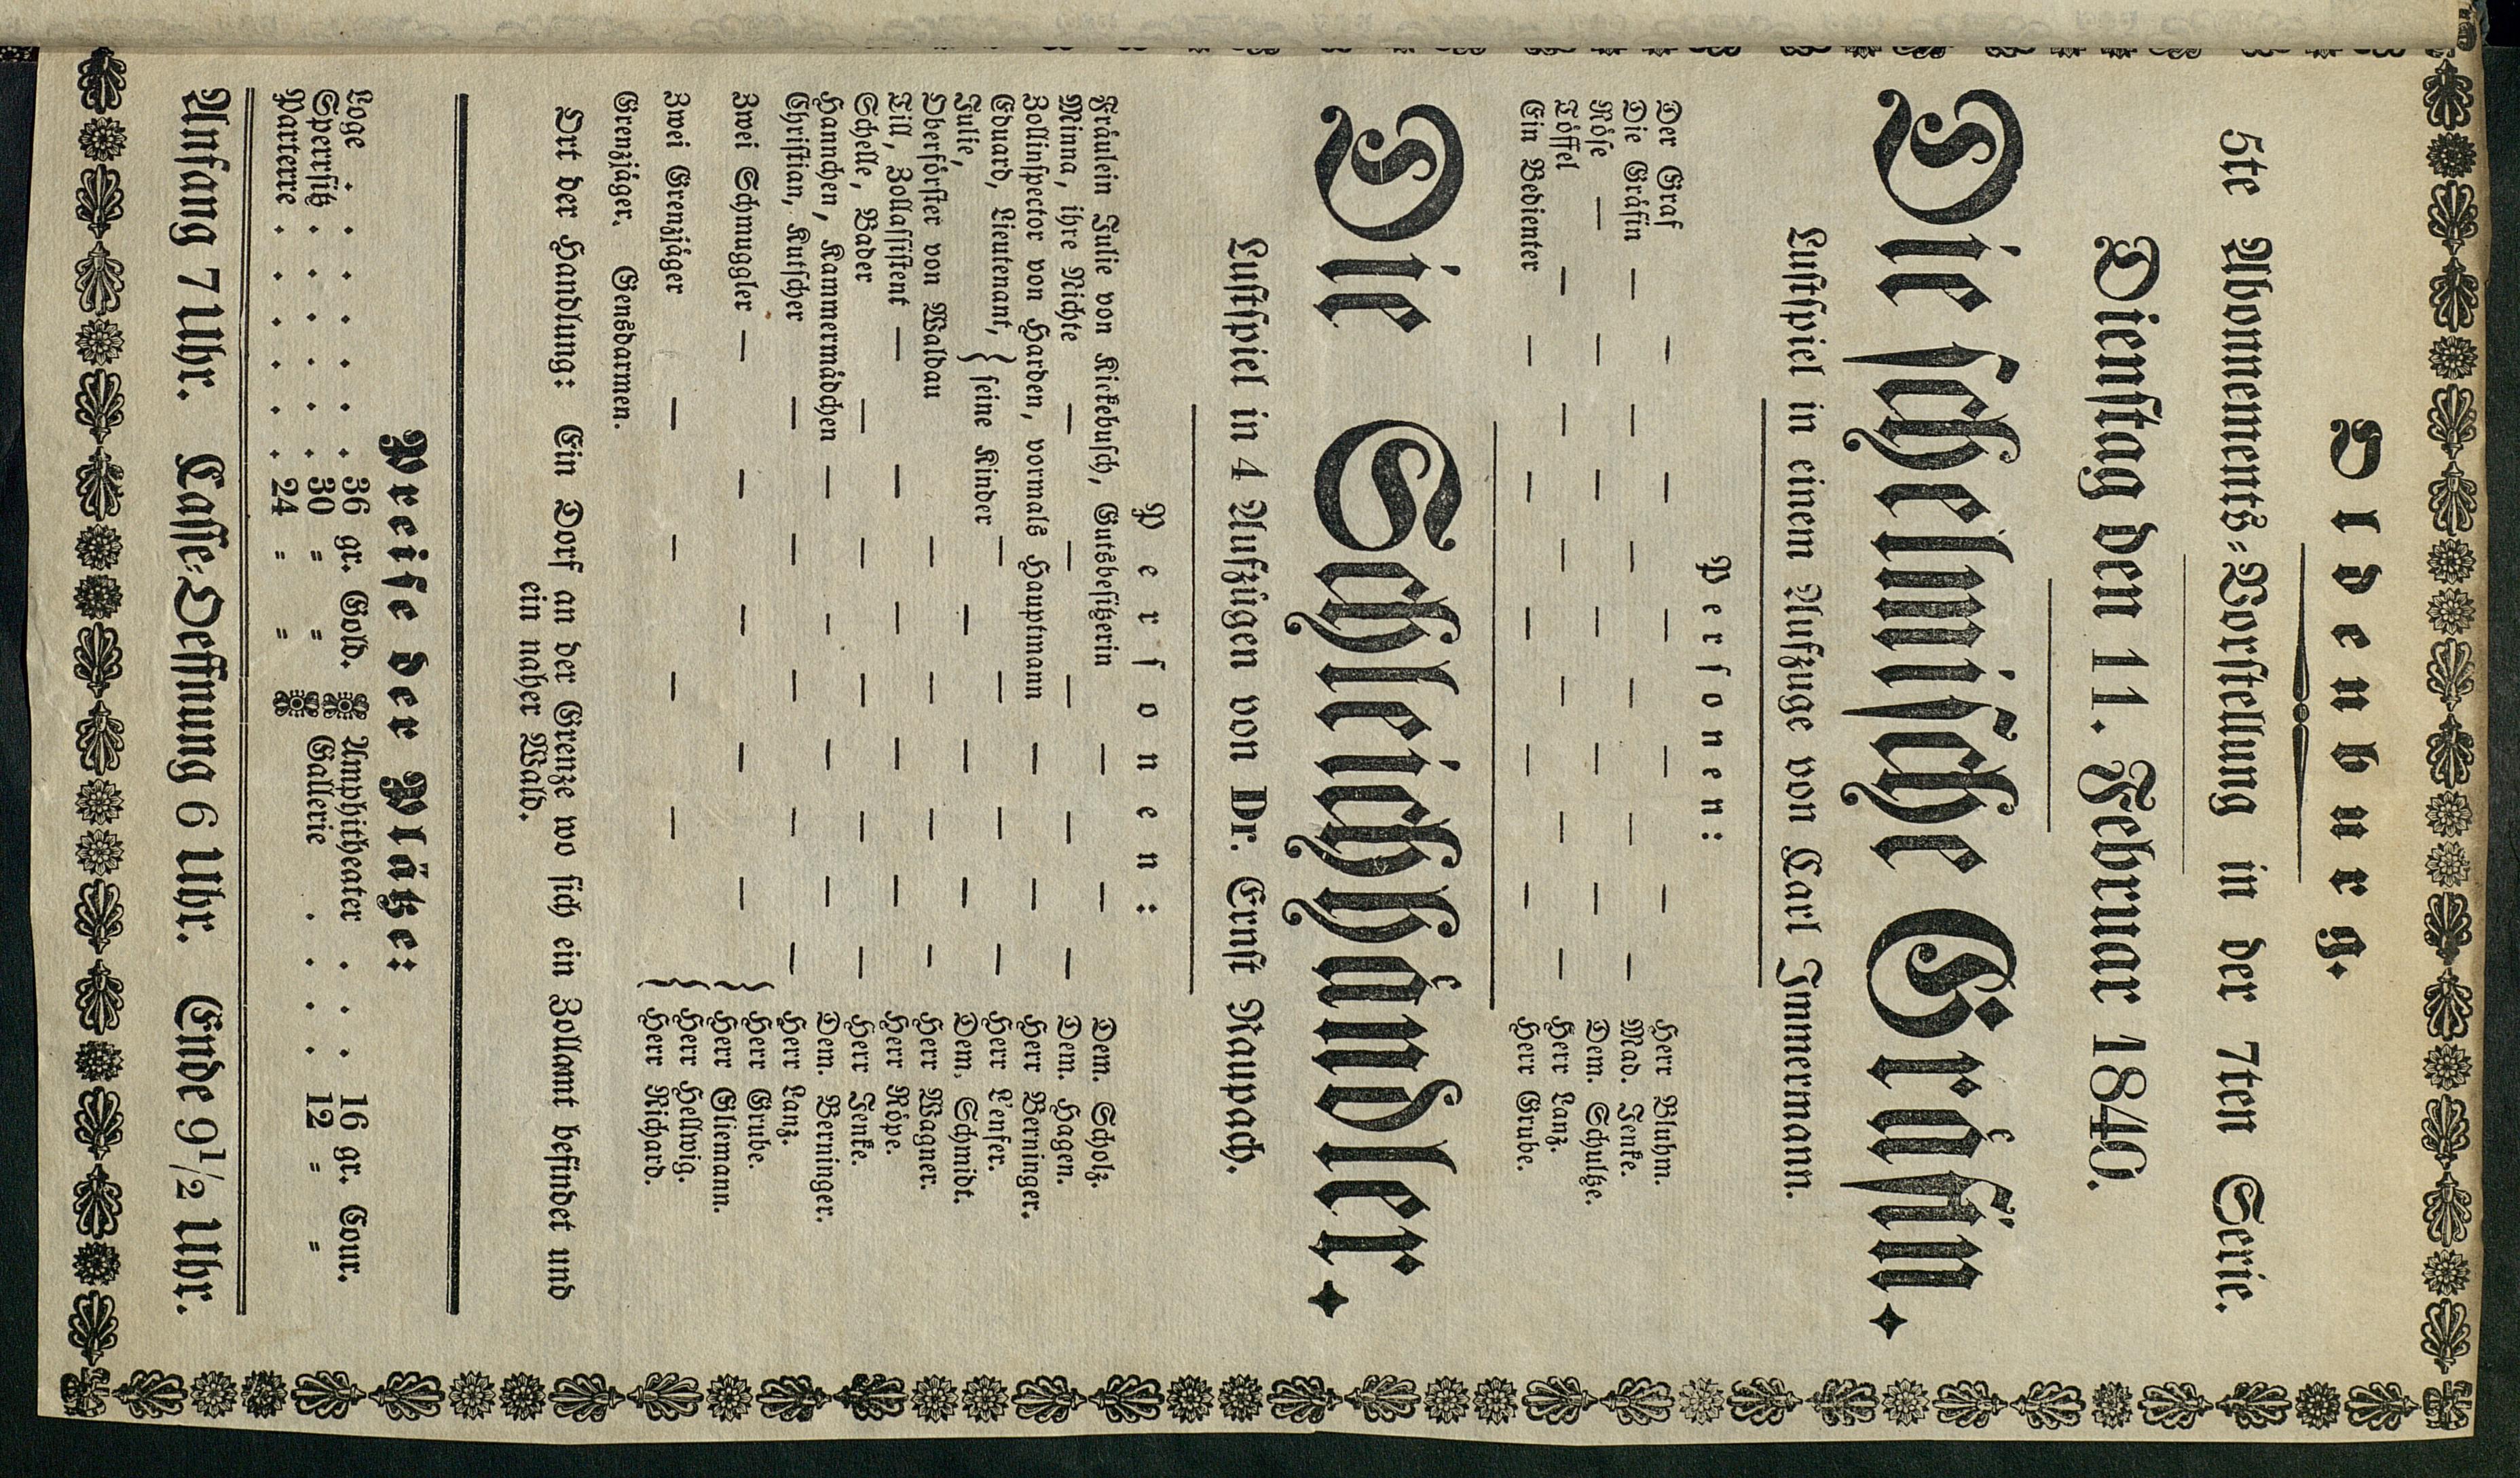 Oldenburg.
5te Abonnements-Vorstellung in der 7ten Serie.
Dienstag den 11. Februar 1840.
Die schelmische Gräfin.
Lustspiel in einem Aufzuge von Carl Immermann.
Personen:
Der Graf — — — — — Herr Bluhm.
Die Gräfin — — — — — — Mad. Jenke.
Röse — — — — — — Dem. Schultze.
Töffel — — — — — — Herr Lanz.
Ein Bedienter — — — — — Herr Grube.
Die Schleichhändler.
Lustspiel in 4 Aufzügen von Dr. Ernst Raupach.
Personen:
Fräulein Julie von Kickebusch, Gutsbesitzerin — — Dem. Scholz.
Minna, ihre Nichte — — — — — Dem. Hagen.
Zollinspector von Harden, vormals Hauptmann — — Herr Berninger.
Eduard, Lieutenant, } seine Kinder — — — — Herr Lenser.
Julie, — — — Dem. Schmidt.
Oberförster von Waldau — — — — Herr Wagner.
Till, Zollassistent — — — — — Herr Röpe.
Schelle, Bader — — — — — Herr Jenke.
Hannchen, Kammermädchen — — — — Dem. Berninger.
Christian, Kutscher — — — — — Herr Lanz.
Zwei Schmuggler — — — — — { Herr Grube.
Herr Gliemann.
Zwei Grenzjäger — — — — { Herr Hellwig.
Herr Richard.
Grenzjäger. Gensdarmen.
Ort der Handlung: Ein Dorf an der Grenze wo sich ein Zollamt befindet und
ein naher Wald.
Preise der Plätze:
Loge . . . . . . . 36 gr. Gold. Amphitheater . . . 16 gr. Cour.
Sperrsitz . . . . . . 30 " " Gallerie . . . . 12 " "
Parterre . . . . . . 24 " "
Anfang 7 Uhr. Casse-Oeffnung 6 Uhr. Ende 9 1/2 Uhr.